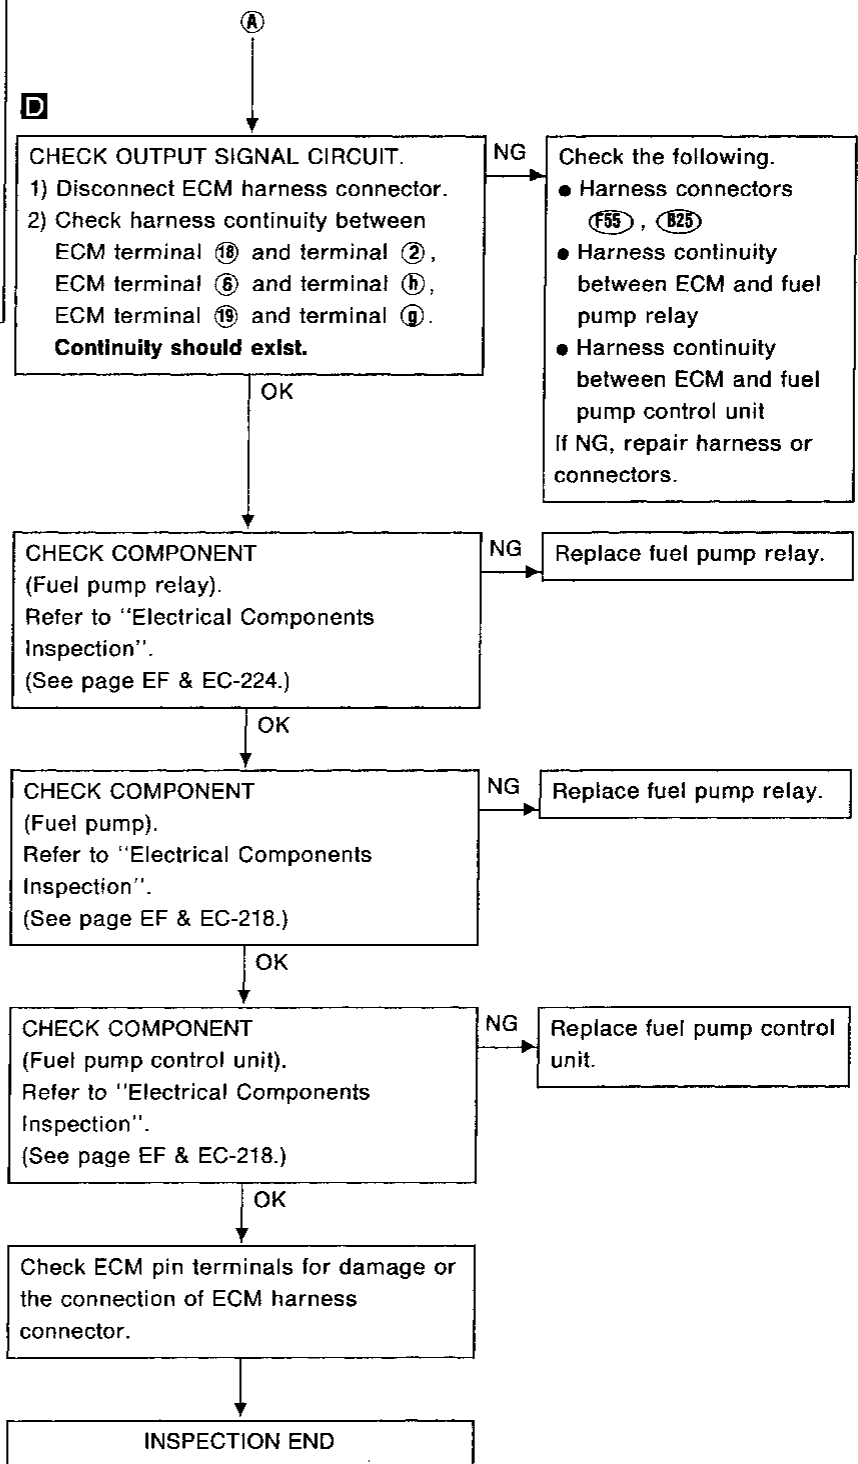 A
D
CHECK OUTPUT SIGNAL CIRCUIT.
1) Disconnect ECM harness connector.
2) Check harness continuity between
ECM terminal 18 and terminal 2,
ECM terminal 6 and terminal h,
ECM terminal 19 and terminal g.
Continuity should exist.
NG
Check the following.
● Harness connectors
F55, B25
● Harness continuity
between ECM and fuel
pump relay
● Harness continuity
between ECM and fuel
pump control unit
If NG, repair harness or
connectors.
OK
CHECK COMPONENT
(Fuel pump relay).
Refer to "Electrical Components
Inspection".
(See page EF & EC-224.)
NG
Replace fuel pump relay.
OK
CHECK COMPONENT
(Fuel pump).
Refer to "Electrical Components
Inspection".
(See page EF & EC-218.)
NG
Replace fuel pump relay.
OK
CHECK COMPONENT
(Fuel pump control unit).
Refer to "Electrical Components
Inspection".
(See page EF & EC-218.)
NG
Replace fuel pump control
unit.
OK
Check ECM pin terminals for damage or
the connection of ECM harness
connector.
INSPECTION END